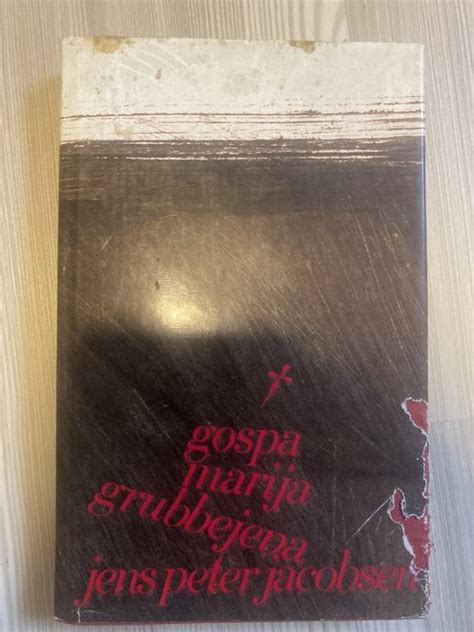 gospa
marija
grubbejeva
jens peter jacobsen